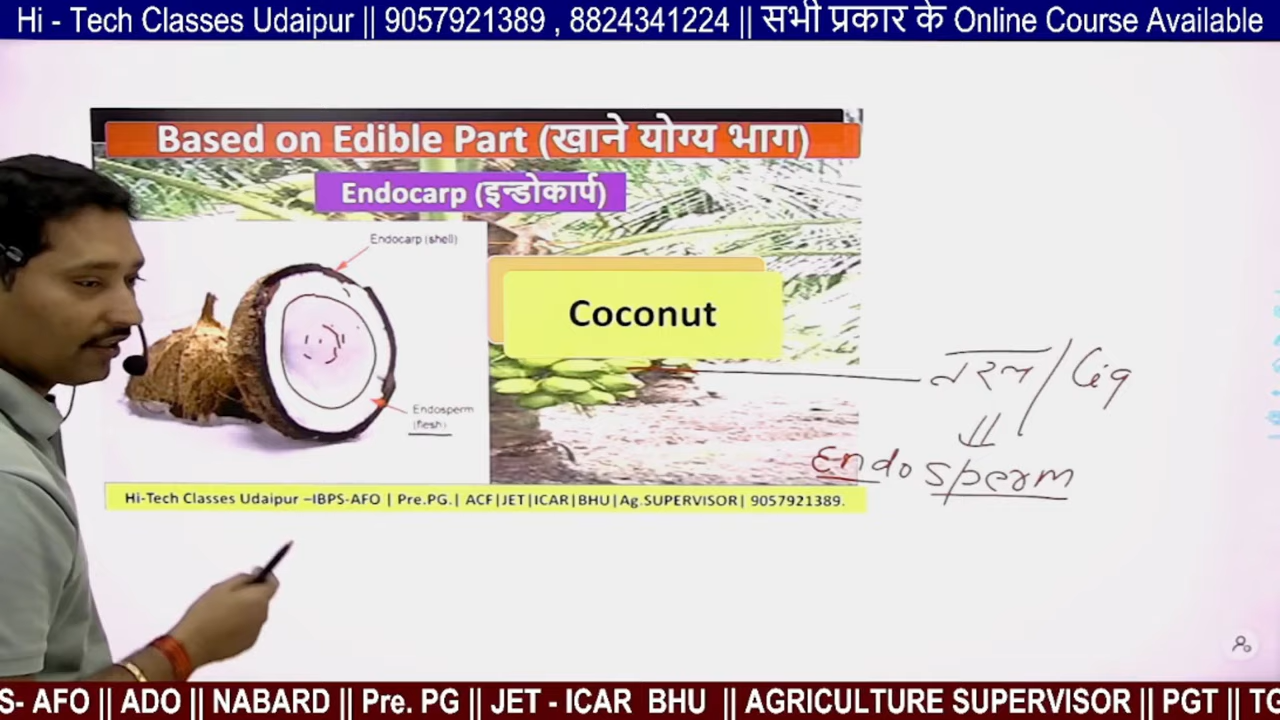 Hi - Tech Classes Udaipur || 9057921389 , 8824341224 || सभी प्रकार के Online Course Available
Based on Edible Part (खाने योग्य भाग)
Endocarp (इन्डोकार्प)
Endocarp (shell)
Coconut
Endosperm
(flesh)
तरल / Liq
Endosperm
Hi-Tech Classes Udaipur –IBPS-AFO | Pre.PG.| ACF|JET|ICAR|BHU|Ag.SUPERVISOR| 9057921389.
S- AFO || ADO || NABARD || Pre. PG || JET - ICAR BHU || AGRICULTURE SUPERVISOR || PGT || TG